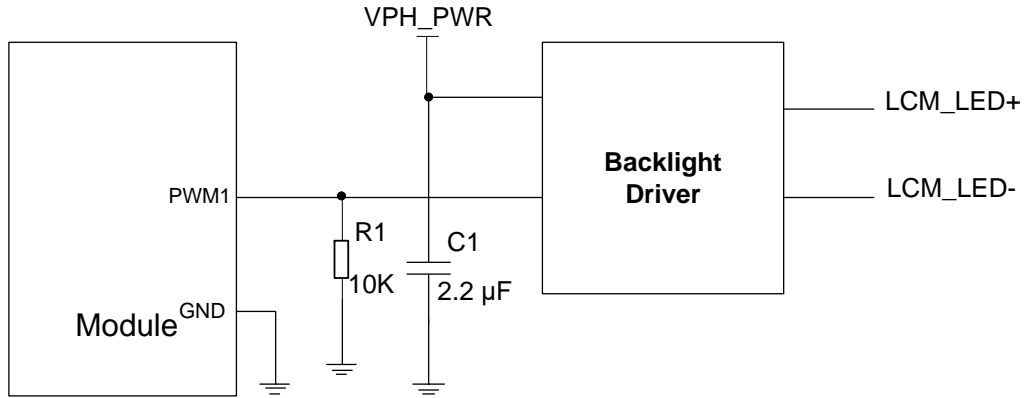 VPH_PWR
LCM_LED+
Backlight
Driver
PWM1
LCM_LED-
R1
10K
C1
2.2 µF
GND
Module